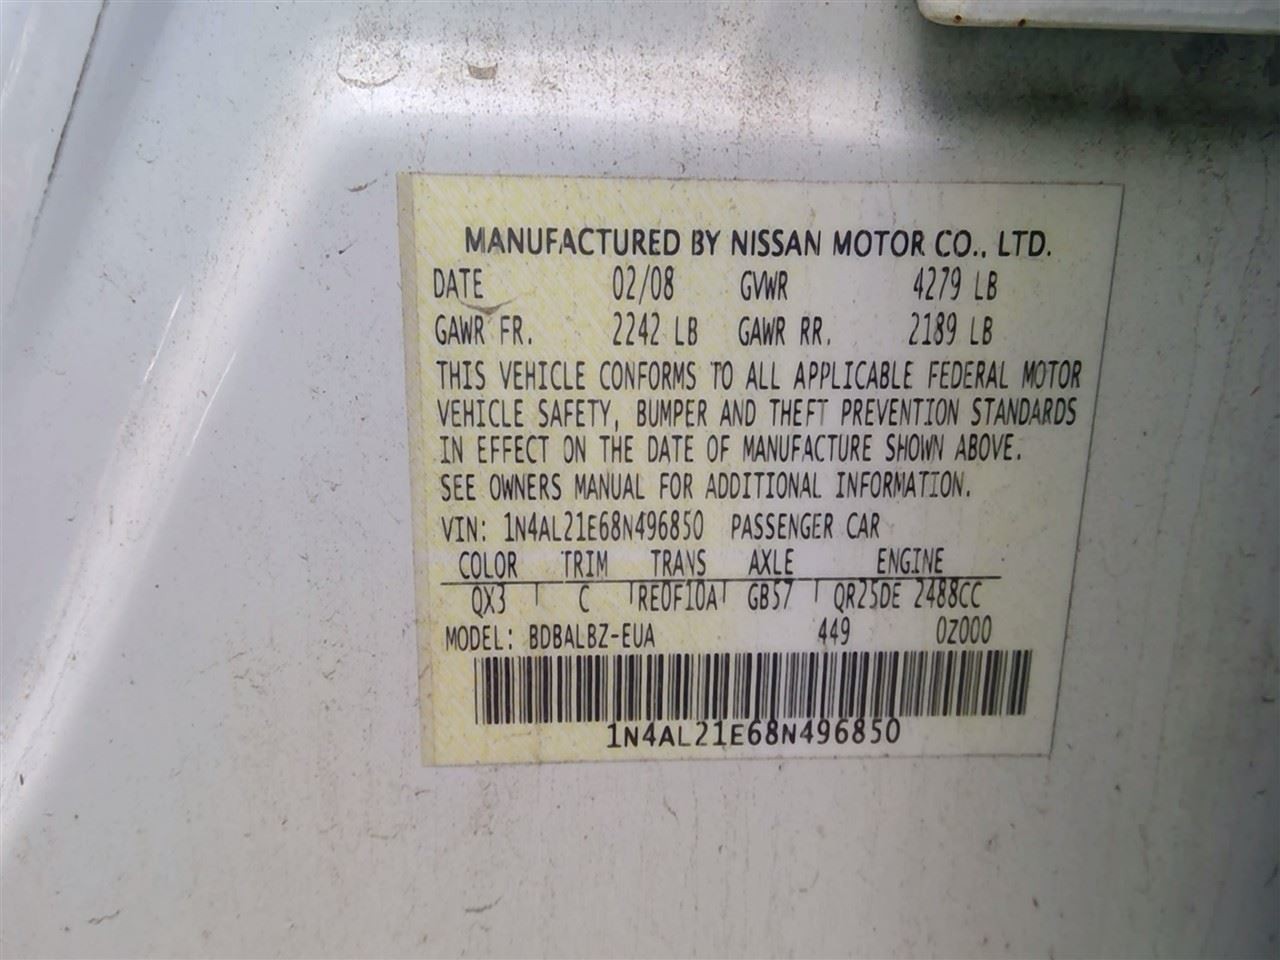 MANUFACTURED BY NISSAN MOTOR CO., LTD.
DATE 02/08 GVWR 4279 LB
GAWR FR. 2242 LB GAWR RR. 2189 LB
THIS VEHICLE CONFORMS TO ALL APPLICABLE FEDERAL MOTOR
VEHICLE SAFETY, BUMPER AND THEFT PREVENTION STANDARDS
IN EFFECT ON THE DATE OF MANUFACTURE SHOWN ABOVE.
SEE OWNERS MANUAL FOR ADDITIONAL INFORMATION.
VIN: 1N4AL21E68N496850 PASSENGER CAR
COLOR TRIM TRANS AXLE ENGINE
QX3 C RE0F10A GB57 QR25DE 2488CC
MODEL: BDBALBZ-EUA 449 0Z000
1N4AL21E68N496850